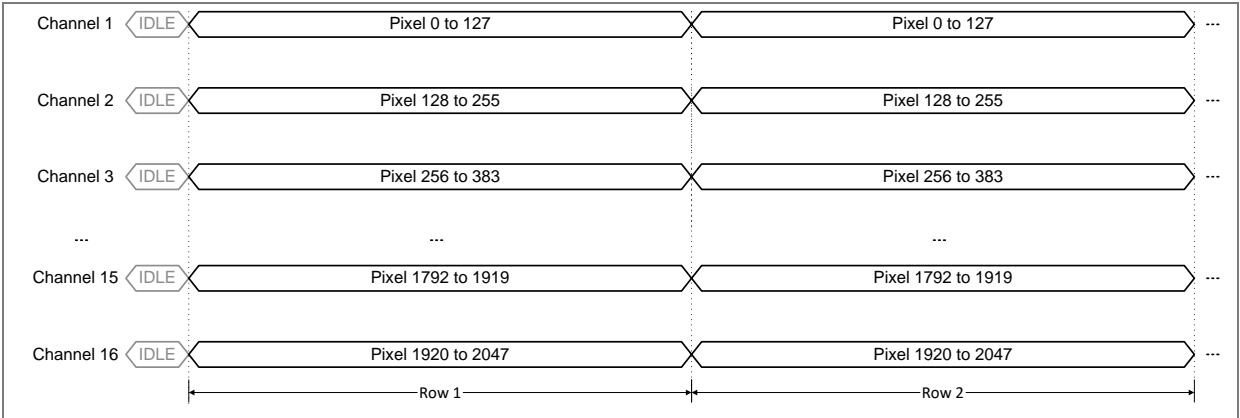 Channel 1 IDLE Pixel 0 to 127 Pixel 0 to 127 ---
Channel 2 IDLE Pixel 128 to 255 Pixel 128 to 255 ---
Channel 3 IDLE Pixel 256 to 383 Pixel 256 to 383 ---
--- --- ---
Channel 15 IDLE Pixel 1792 to 1919 Pixel 1792 to 1919 ---
Channel 16 IDLE Pixel 1920 to 2047 Pixel 1920 to 2047 ---
Row 1 Row 2